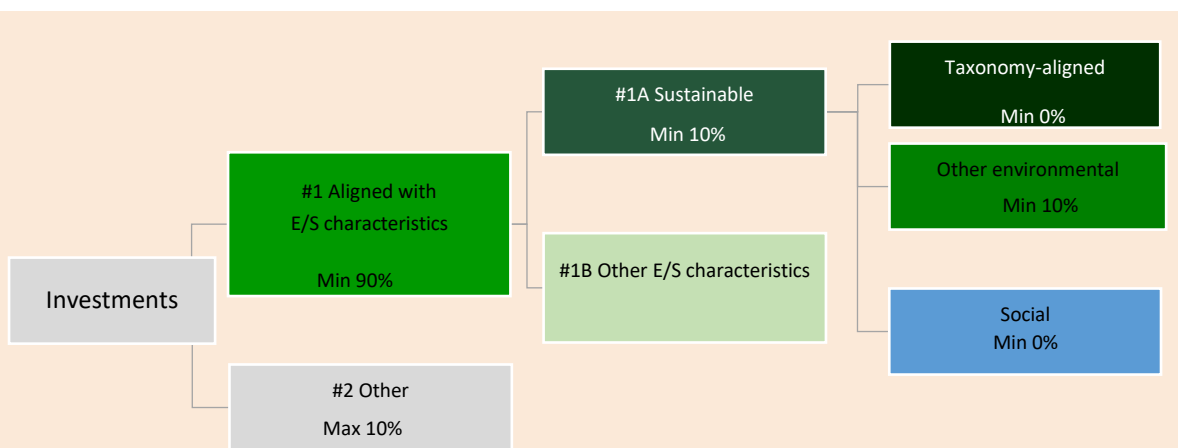 Investments
#1 Aligned with
E/S characteristics
Min 90%
#2 Other
Max 10%
#1A Sustainable
Min 10%
#1B Other E/S characteristics
Taxonomy-aligned
Min 0%
Other environmental
Min 10%
Social
Min 0%